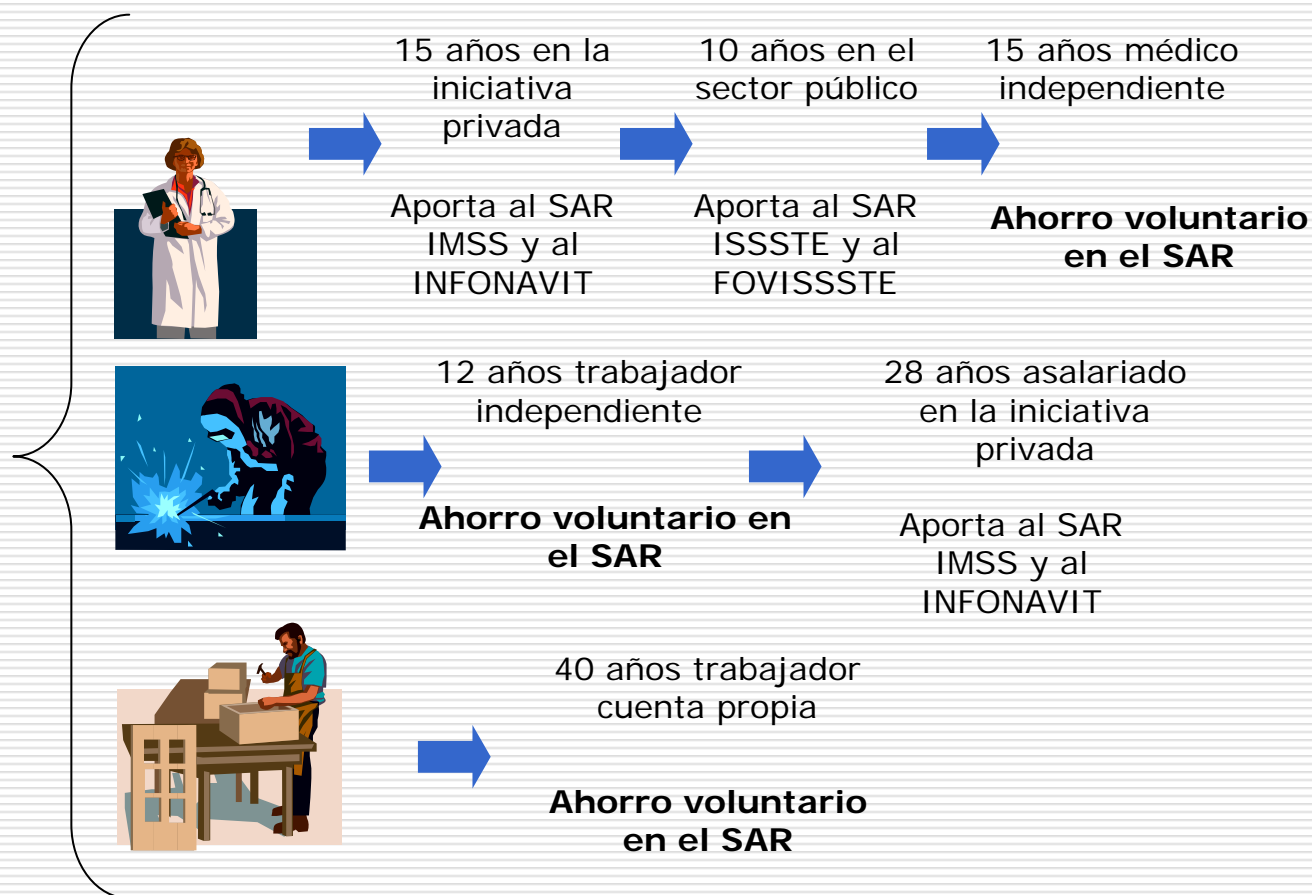 15 años en la
iniciativa
privada
Aporta al SAR
IMSS y al
INFONAVIT
10 años en el
sector público
Aporta al SAR
ISSSTE y al
FOVISSSTE
15 años médico
independiente
Ahorro voluntario
en el SAR
12 años trabajador
independiente
Ahorro voluntario en
el SAR
28 años asalariado
en la iniciativa
privada
Aporta al SAR
IMSS y al
INFONAVIT
40 años trabajador
cuenta propia
Ahorro voluntario
en el SAR